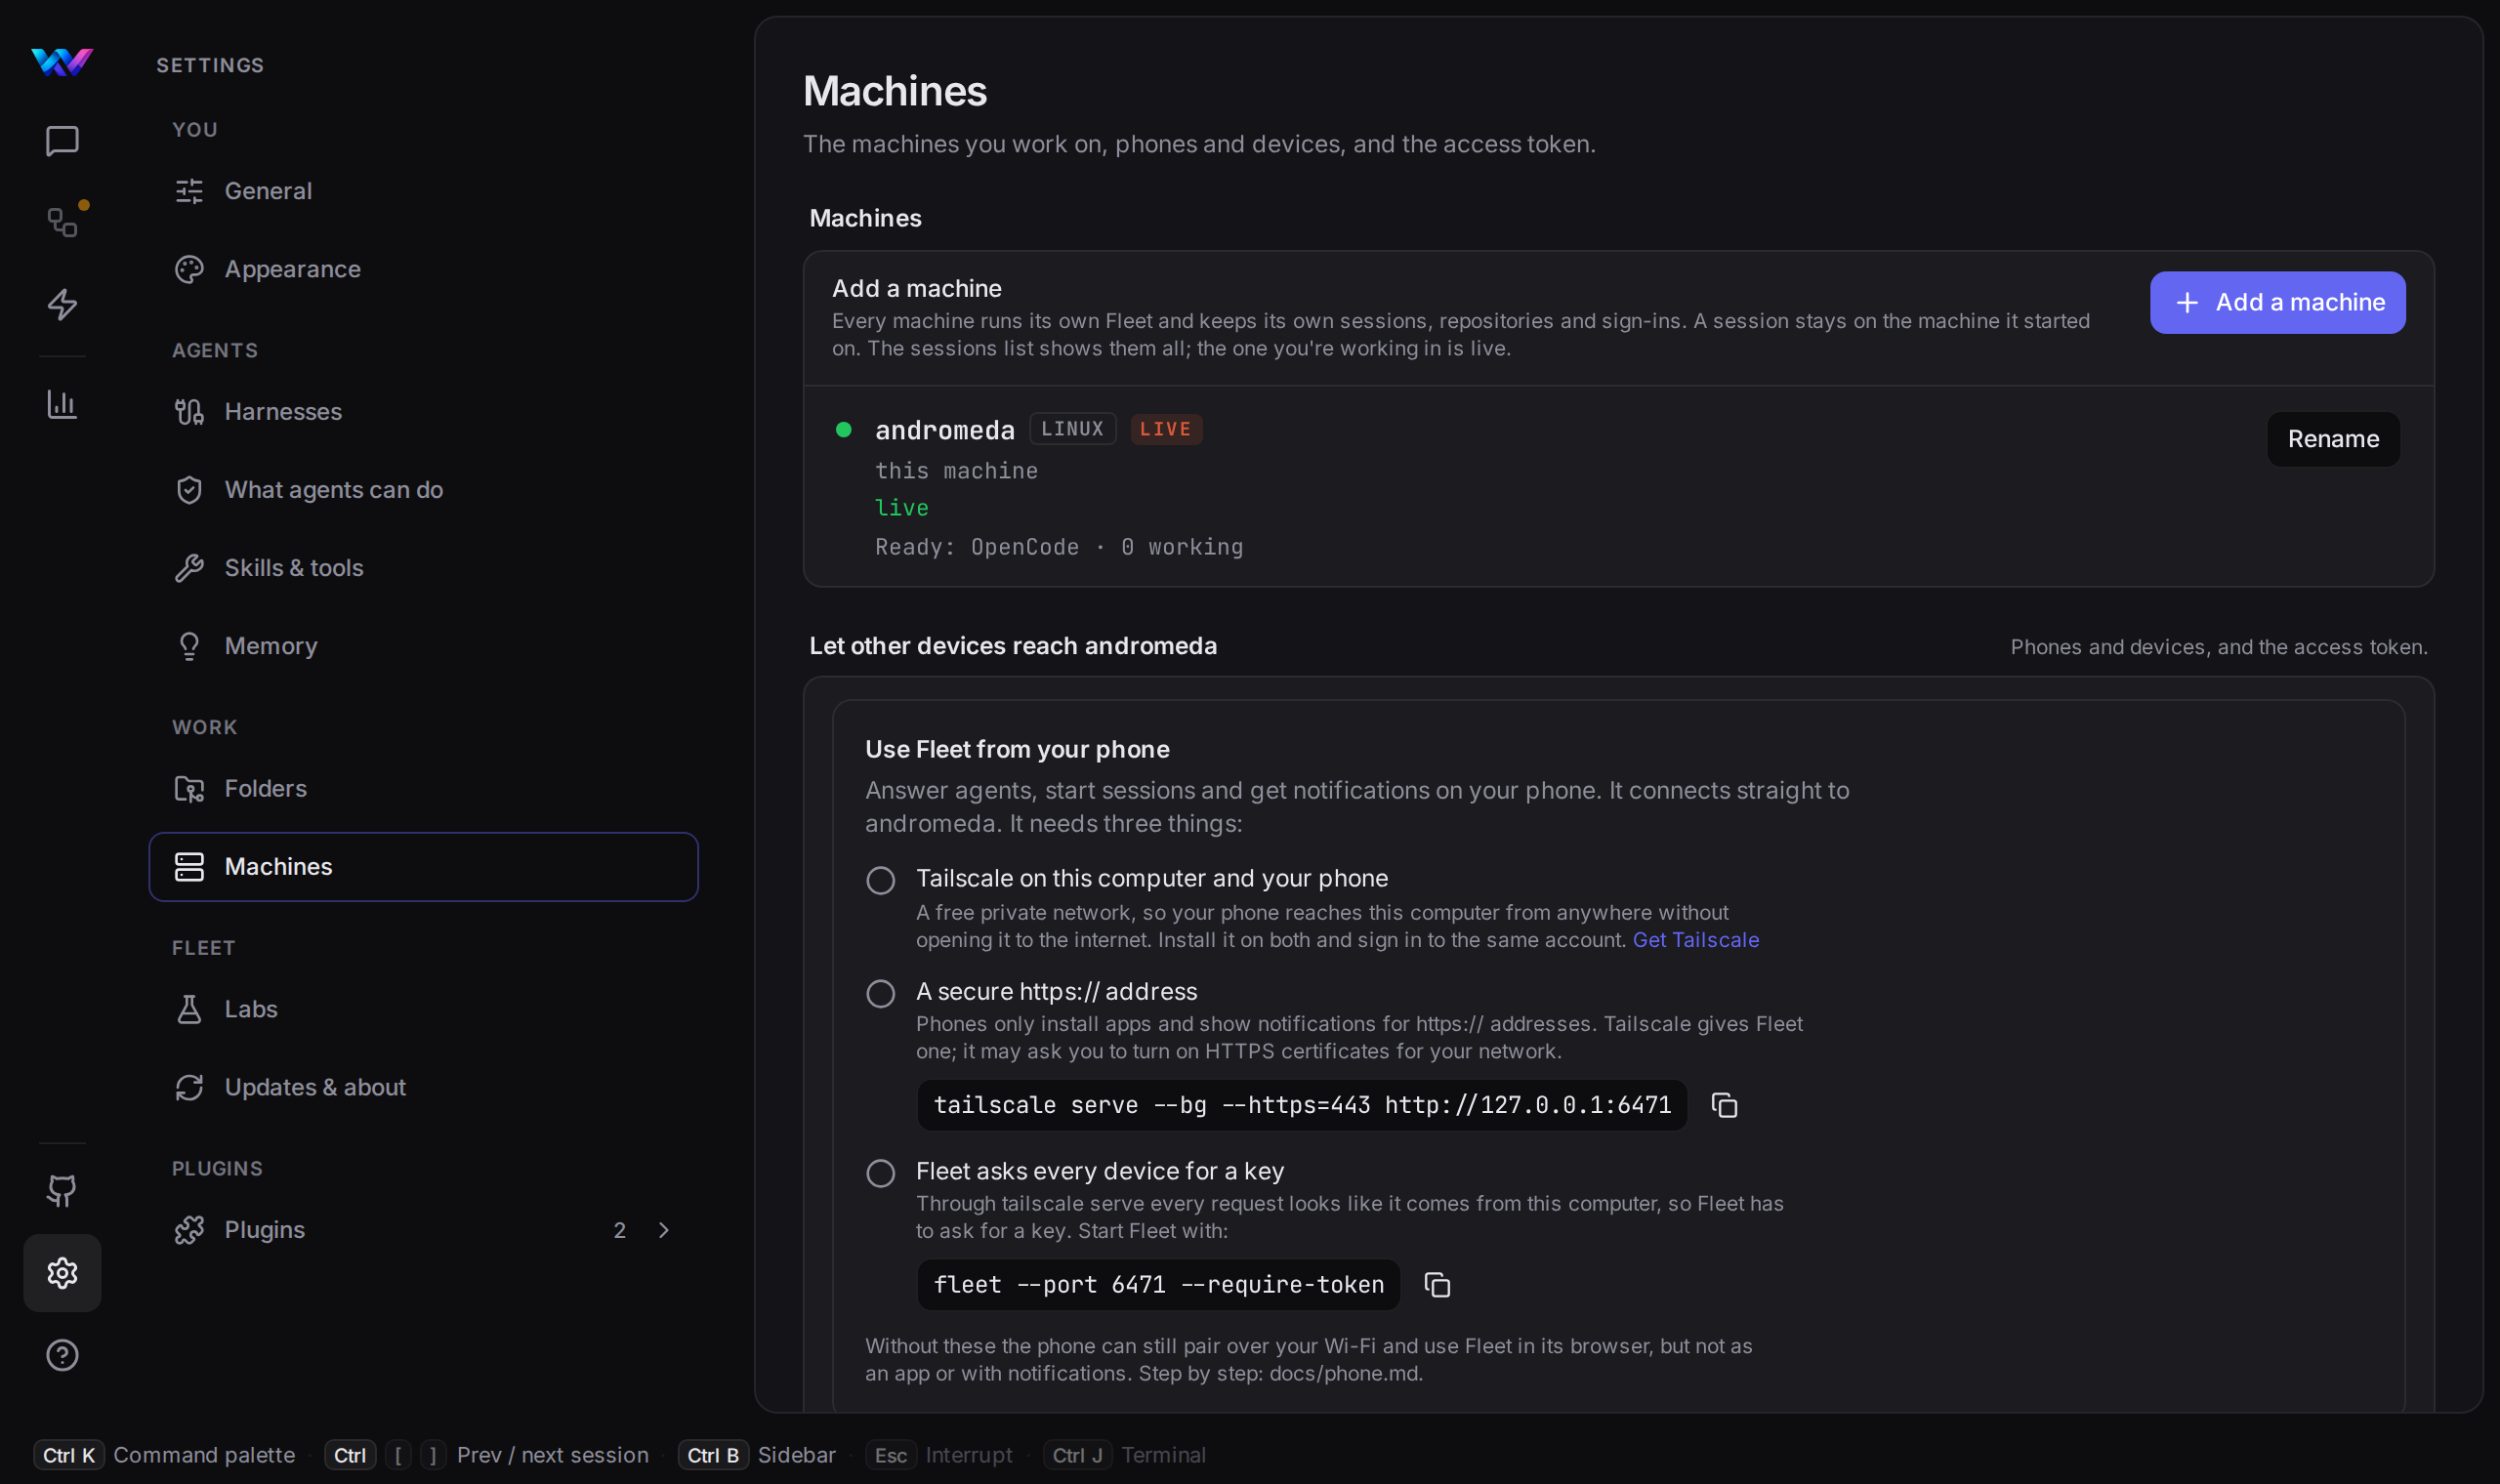 SETTINGS
YOU
General
Appearance
AGENTS
Harnesses
What agents can do
Skills & tools
Memory
WORK
Folders
Machines
FLEET
Labs
Updates & about
PLUGINS
Plugins 2
Machines
The machines you work on, phones and devices, and the access token.
Machines
Add a machine
Every machine runs its own Fleet and keeps its own sessions, repositories and sign-ins. A session stays on the machine it started
on. The sessions list shows them all; the one you're working in is live.
Add a machine
andromeda LINUX LIVE
this machine
live
Ready: OpenCode · 0 working
Rename
Let other devices reach andromeda
Phones and devices, and the access token.
Use Fleet from your phone
Answer agents, start sessions and get notifications on your phone. It connects straight to
andromeda. It needs three things:
Tailscale on this computer and your phone
A free private network, so your phone reaches this computer from anywhere without
opening it to the internet. Install it on both and sign in to the same account. Get Tailscale
A secure https:// address
Phones only install apps and show notifications for https:// addresses. Tailscale gives Fleet
one; it may ask you to turn on HTTPS certificates for your network.
tailscale serve --bg --https=443 http://127.0.0.1:6471
Fleet asks every device for a key
Through tailscale serve every request looks like it comes from this computer, so Fleet has
to ask for a key. Start Fleet with:
fleet --port 6471 --require-token
Without these the phone can still pair over your Wi-Fi and use Fleet in its browser, but not as
an app or with notifications. Step by step: docs/phone.md.
Ctrl K Command palette · Ctrl [ ] Prev / next session · Ctrl B Sidebar · Esc Interrupt · Ctrl J Terminal